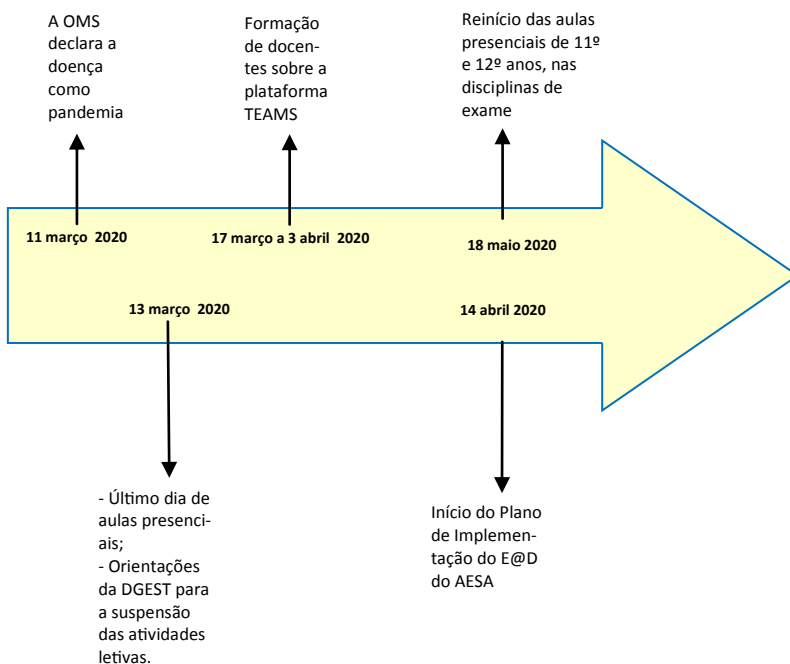 A OMS
declara a
doença
como
pandemia
Formação
de docen-
tes sobre a
plataforma
TEAMS
Reinício das aulas
presenciais de 11º
e 12º anos, nas
disciplinas de
exame
11 março 2020
17 março a 3 abril 2020
18 maio 2020
13 março 2020
14 abril 2020
- Último dia de
aulas presenci-
ais;
- Orientações
da DGEST para
a suspensão
das atividades
letivas.
Início do Plano
de Implemen-
tação do E@D
do AESA